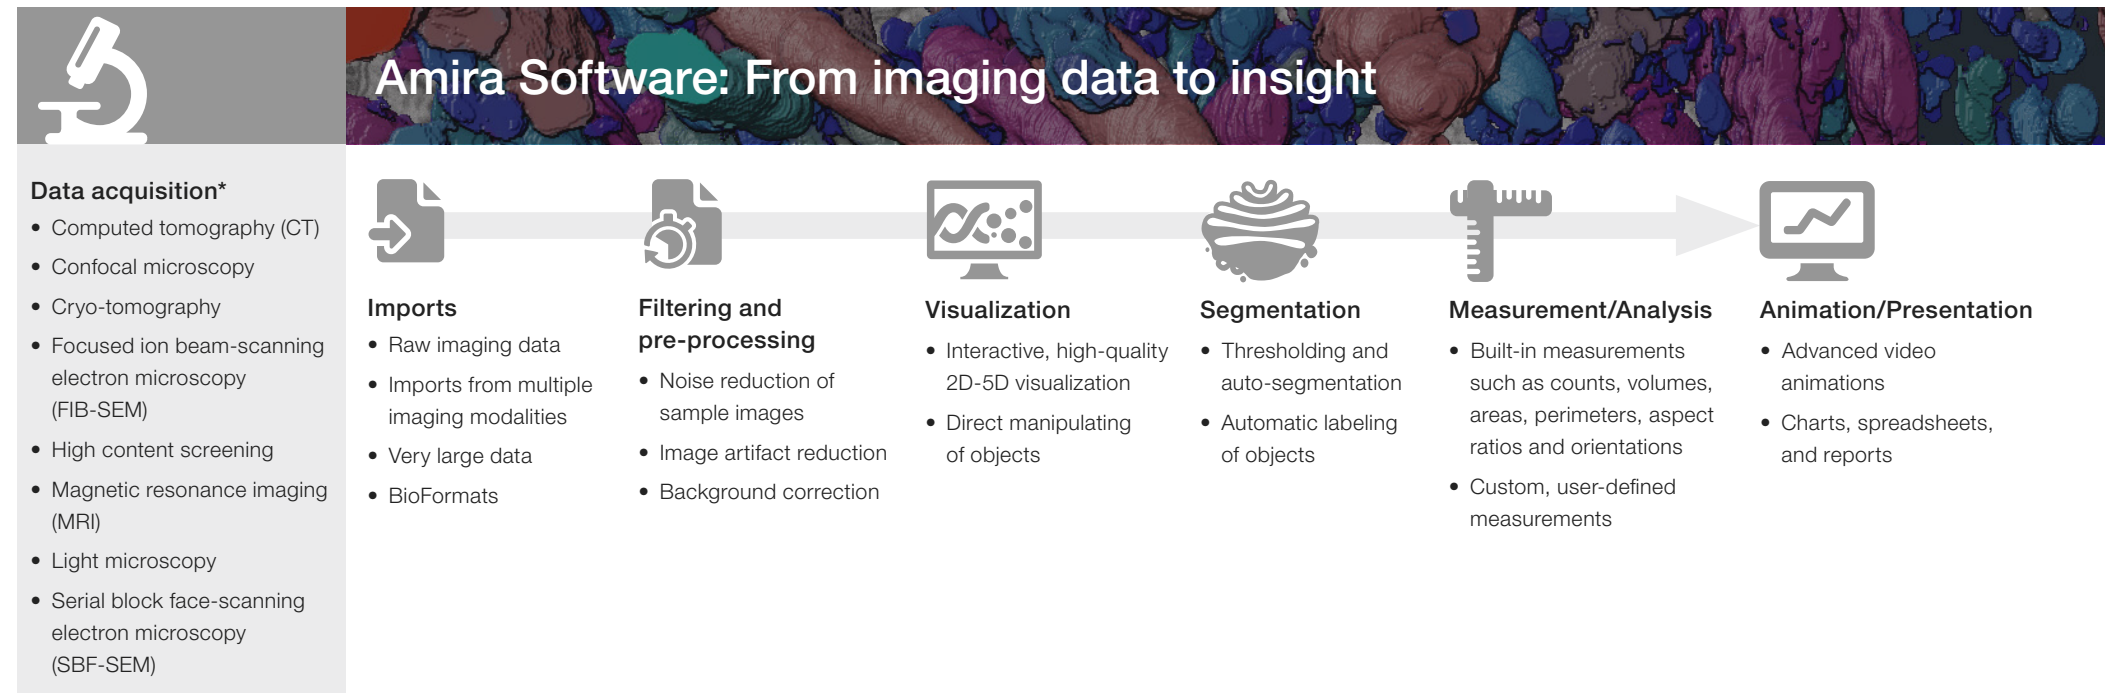 Amira Software: From imaging data to insight
Data acquisition*
• Computed tomography (CT)
• Confocal microscopy
• Cryo-tomography
• Focused ion beam-scanning
electron microscopy
(FIB-SEM)
• High content screening
• Magnetic resonance imaging
(MRI)
• Light microscopy
• Serial block face-scanning
electron microscopy
(SBF-SEM)
Imports
• Raw imaging data
• Imports from multiple
imaging modalities
• Very large data
• BioFormats
Filtering and
pre-processing
• Noise reduction of
sample images
• Image artifact reduction
• Background correction
Visualization
• Interactive, high-quality
2D-5D visualization
• Direct manipulating
of objects
Segmentation
• Thresholding and
auto-segmentation
• Automatic labeling
of objects
Measurement/Analysis
• Built-in measurements
such as counts, volumes,
areas, perimeters, aspect
ratios and orientations
• Custom, user-defined
measurements
Animation/Presentation
• Advanced video
animations
• Charts, spreadsheets,
and reports